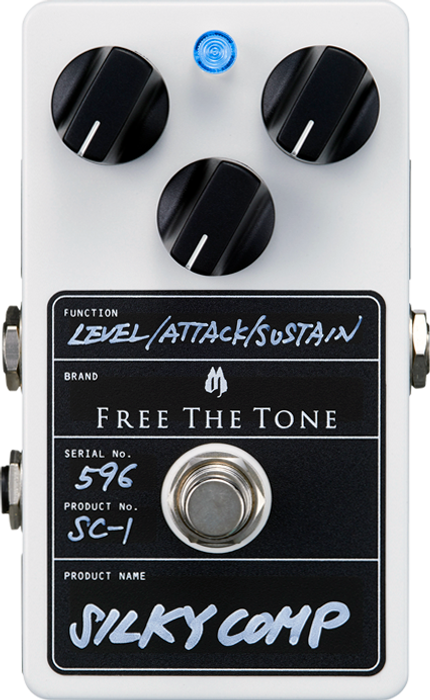 FUNCTION
LEVEL/ATTACK/SUSTAIN
BRAND
FREE THE TONE
SERIAL No.
596
PRODUCT No.
SC-1
PRODUCT NAME
SILKY COMP